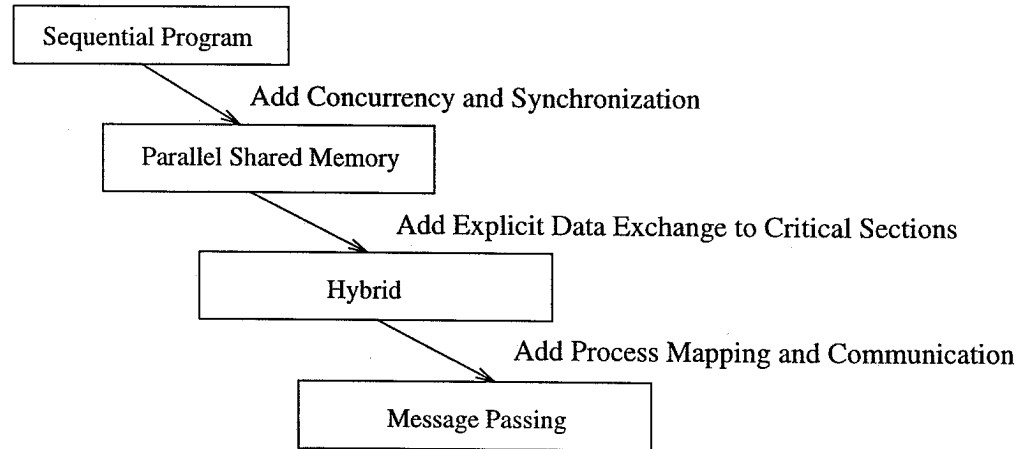 Sequential Program
Add Concurrency and Synchronization
Parallel Shared Memory
Add Explicit Data Exchange to Critical Sections
Hybrid
Add Process Mapping and Communication
Message Passing